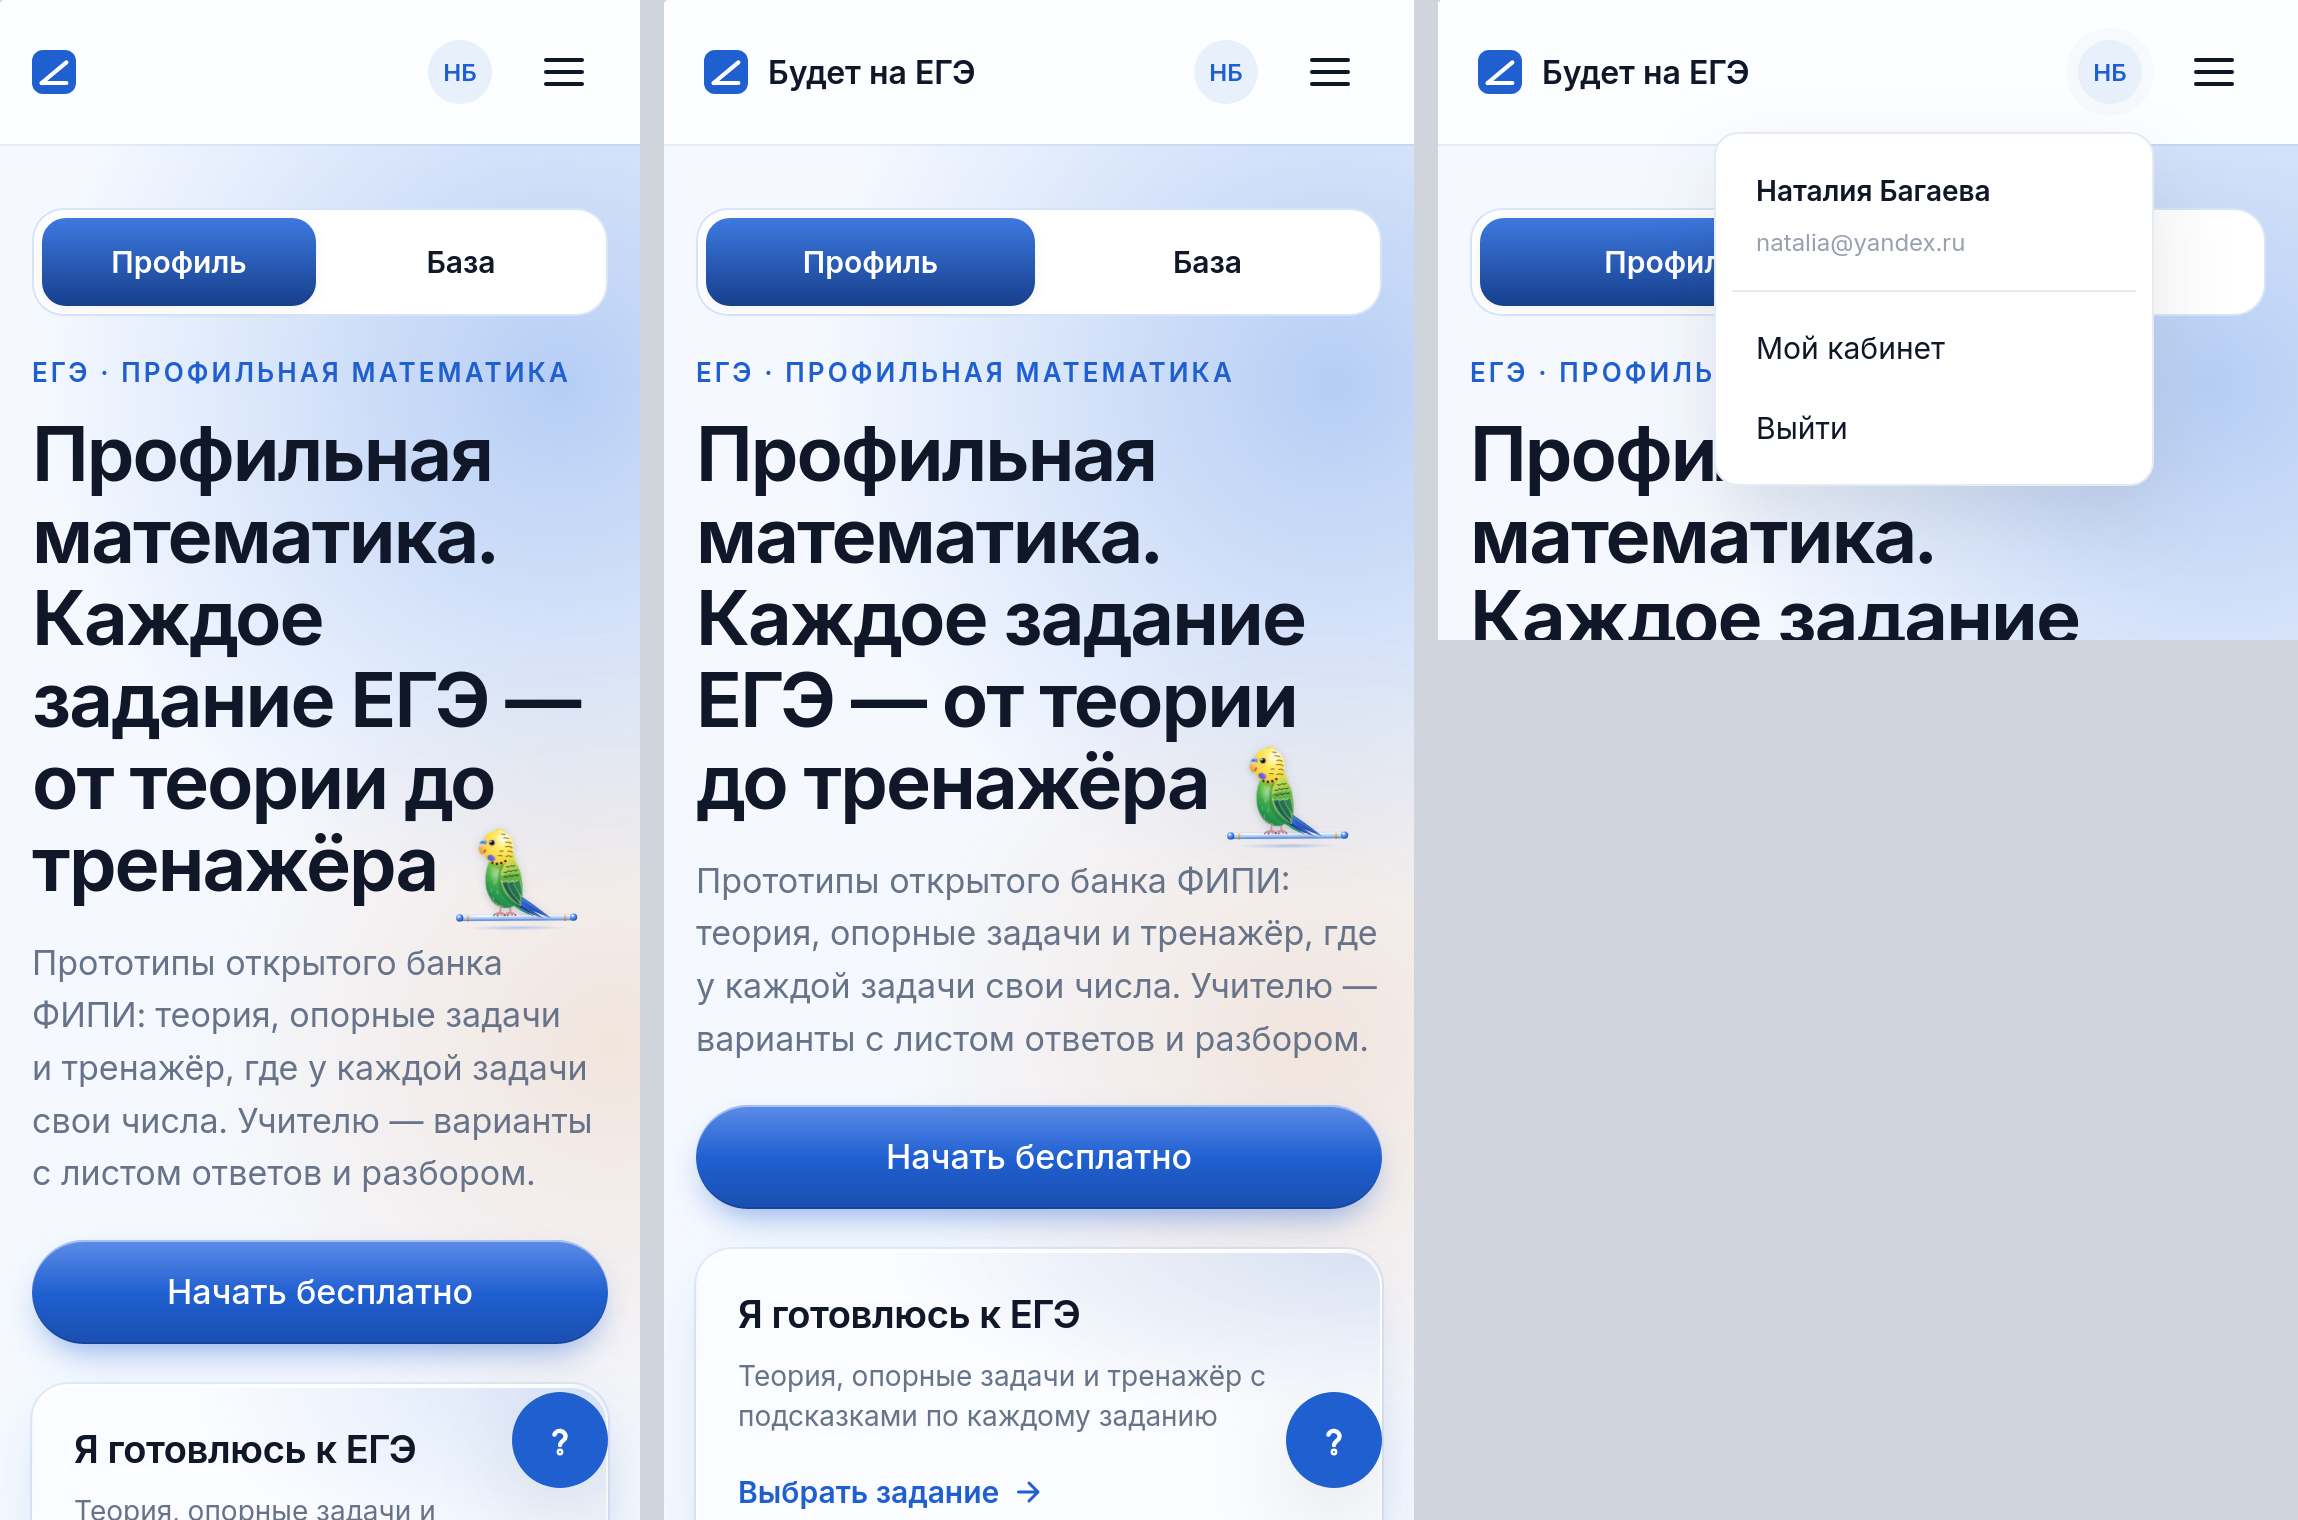 НБ
Профиль
База
ЕГЭ · ПРОФИЛЬНАЯ МАТЕМАТИКА
Профильная
математика.
Каждое
задание ЕГЭ —
от теории до
тренажёра
Прототипы открытого банка
ФИПИ: теория, опорные задачи
и тренажёр, где у каждой задачи
свои числа. Учителю — варианты
с листом ответов и разбором.
Начать бесплатно
Я готовлюсь к ЕГЭ
?
Теория, опорные задачи и
Будет на ЕГЭ
НБ
Профиль
База
ЕГЭ · ПРОФИЛЬНАЯ МАТЕМАТИКА
Профильная
математика.
Каждое задание
ЕГЭ — от теории
до тренажёра
Прототипы открытого банка ФИПИ:
теория, опорные задачи и тренажёр, где
у каждой задачи свои числа. Учителю —
варианты с листом ответов и разбором.
Начать бесплатно
Я готовлюсь к ЕГЭ
Теория, опорные задачи и тренажёр с
подсказками по каждому заданию
?
Выбрать задание →
Будет на ЕГЭ
НБ
Наталия Багаева
natalia@yandex.ru
Мой кабинет
Выйти
Профил
ЕГЭ · ПРОФИЛЬ
Профи
математика.
Каждое задание